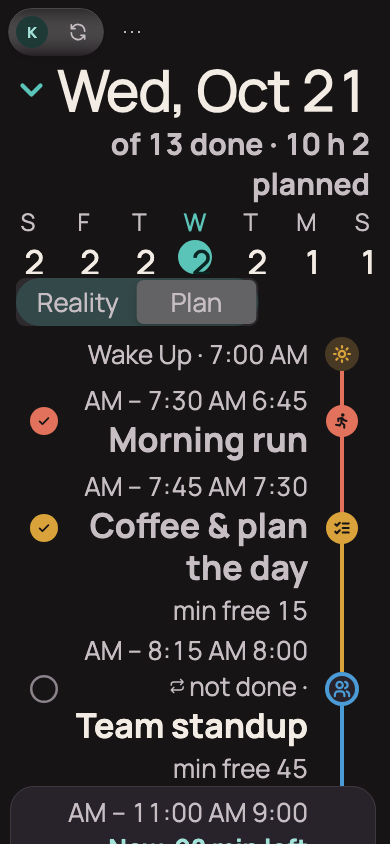 K
...
Wed, Oct 21
of 13 done · 10 h 2
planned
S F T W T M S
2 2 2 2 2 1 1
Reality Plan
Wake Up · 7:00 AM
AM – 7:30 AM 6:45
Morning run
AM – 7:45 AM 7:30
Coffee & plan
the day
min free 15
AM – 8:15 AM 8:00
not done ·
Team standup
min free 45
AM – 11:00 AM 9:00